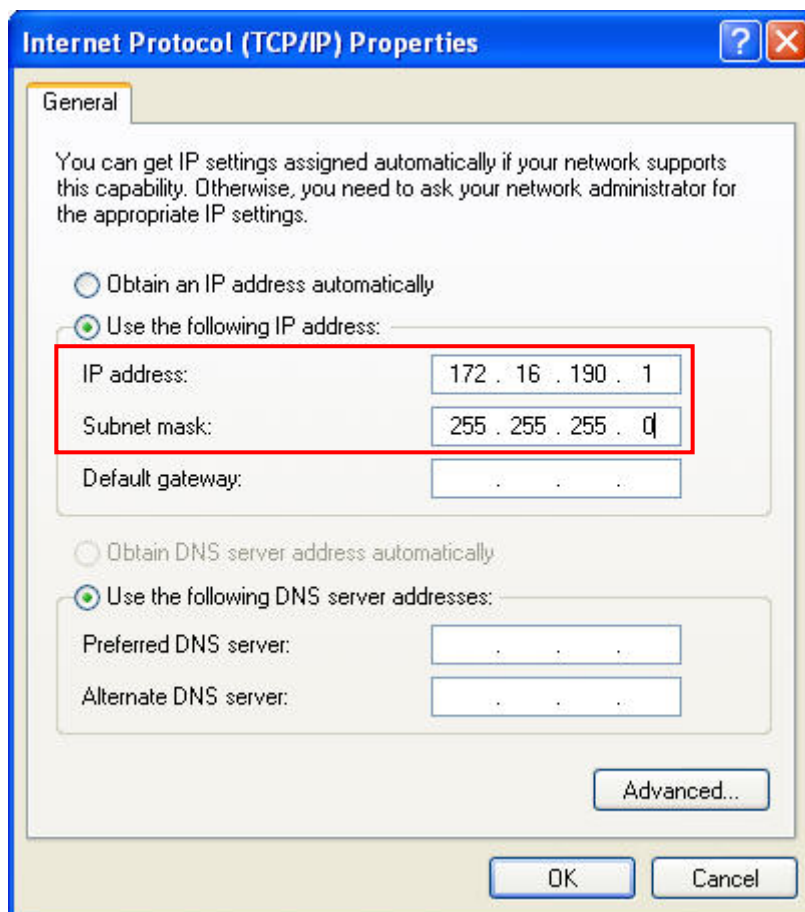 Internet Protocol (TCP/IP) Properties
General
You can get IP settings assigned automatically if your network supports
this capability. Otherwise, you need to ask your network administrator for
the appropriate IP settings.
Obtain an IP address automatically
Use the following IP address:
IP address: 172 . 16 . 190 . 1
Subnet mask: 255 . 255 . 255 . 0
Default gateway: . . .
Obtain DNS server address automatically
Use the following DNS server addresses:
Preferred DNS server: . . .
Alternate DNS server: . . .
Advanced...
OK Cancel